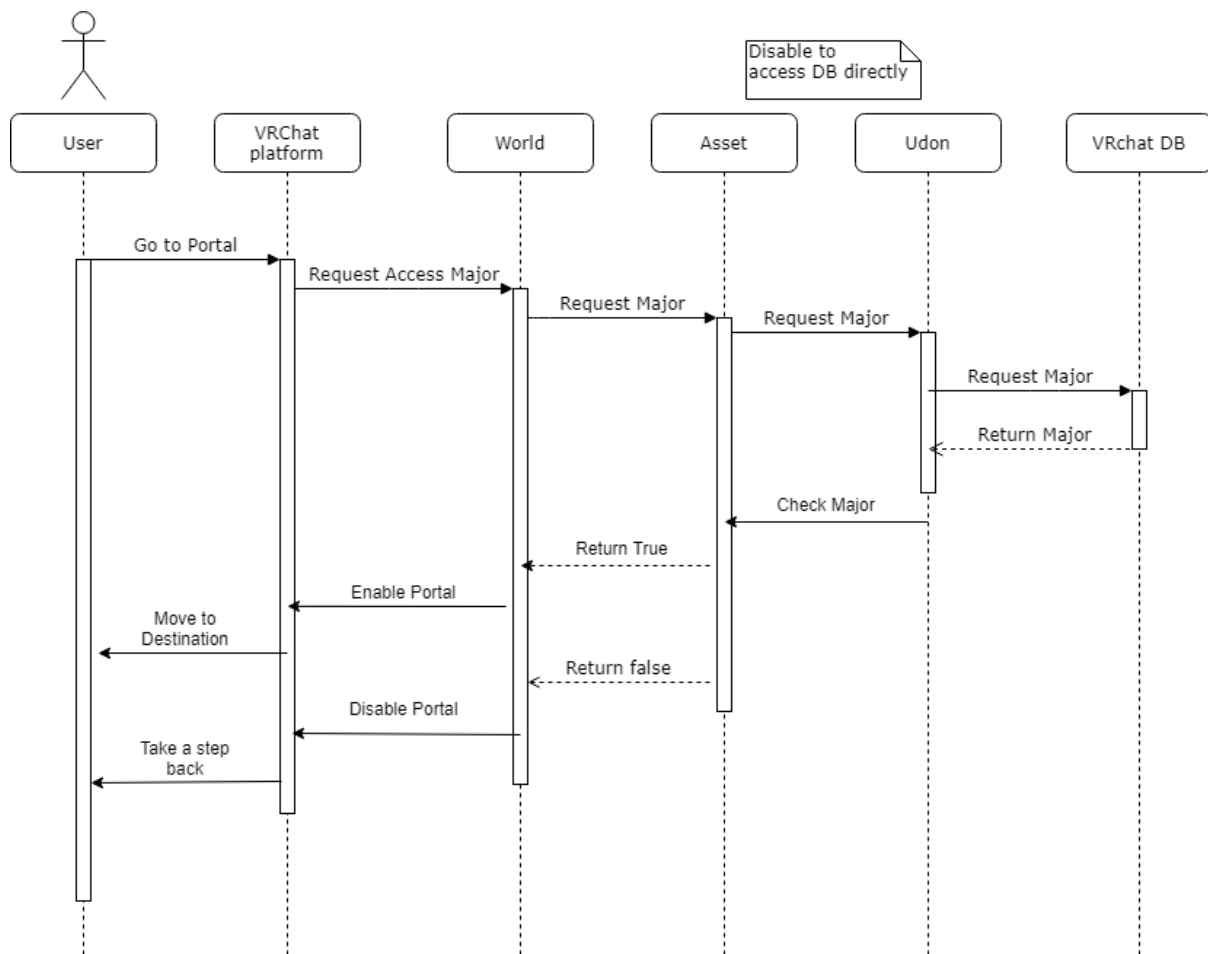 Disable to
access DB directly
User
VRChat
platform
World
Asset
Udon
VRchat DB
Go to Portal
Request Access Major
Request Major
Request Major
Request Major
Return Major
Check Major
Return True
Enable Portal
Move to
Destination
Return false
Disable Portal
Take a step
back